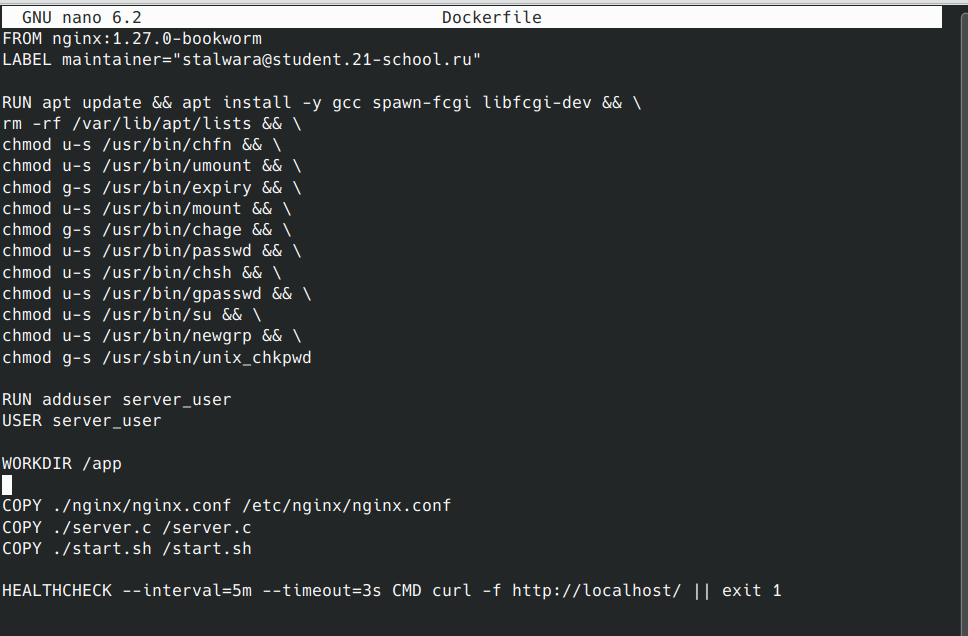 GNU nano 6.2 Dockerfile
FROM nginx:1.27.0-bookworm
LABEL maintainer="stalwara@student.21-school.ru"
RUN apt update && apt install -y gcc spawn-fcgi libfcgi-dev && \
rm -rf /var/lib/apt/lists && \
chmod u-s /usr/bin/chfn && \
chmod u-s /usr/bin/umount && \
chmod g-s /usr/bin/expiry && \
chmod u-s /usr/bin/mount && \
chmod g-s /usr/bin/chage && \
chmod u-s /usr/bin/passwd && \
chmod u-s /usr/bin/chsh && \
chmod u-s /usr/bin/gpasswd && \
chmod u-s /usr/bin/su && \
chmod u-s /usr/bin/newgrp && \
chmod g-s /usr/sbin/unix_chkpwd
RUN adduser server_user
USER server_user
WORKDIR /app
COPY ./nginx/nginx.conf /etc/nginx/nginx.conf
COPY ./server.c /server.c
COPY ./start.sh /start.sh
HEALTHCHECK --interval=5m --timeout=3s CMD curl -f http://localhost/ || exit 1